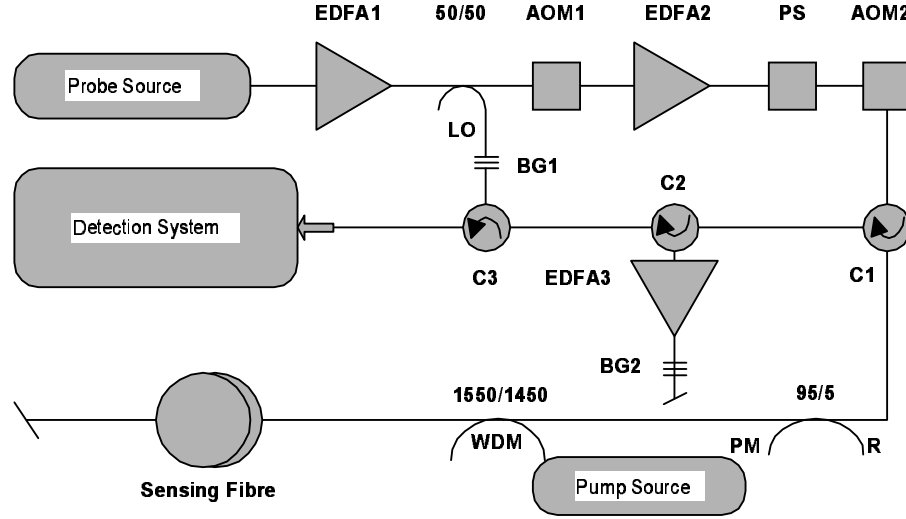 EDFA1 50/50 AOM1 EDFA2 PS AOM2
Probe Source
LO
BG1
C2
Detection System
C3
EDFA3
C1
BG2
1550/1450
95/5
WDM
PM
R
Sensing Fibre
Pump Source